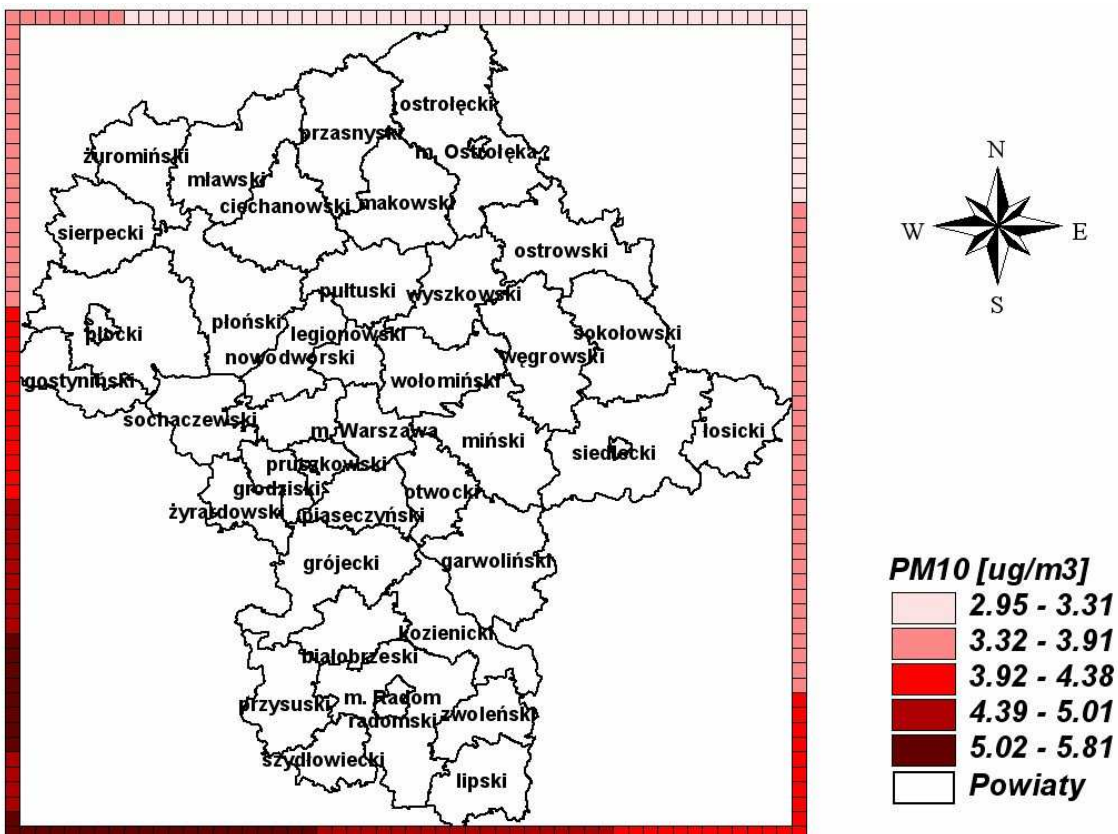 ostrołęcki
przasnyski
m. Ostrołęka
żuromiński
mławski
ciechanowski
makowski
sierpecki
ostrowski
pułtuski
wyszkowski
płoński
legionowski
płocki
sokołowski
nowodworski
węgrowski
gostyniński
wołomiński
sochaczewski
m. Warszawa
miński
łosicki
siedlecki
pruszkowski
grodziski
otwocki
żyrardowski
piaseczyński
grójecki
garwoliński
kozienicki
białobrzeski
przysuski
m. Radom
radomski
zwoleński
szydłowiecki
lipski
N
W
E
S
PM10 [ug/m3]
2.95 - 3.31
3.32 - 3.91
3.92 - 4.38
4.39 - 5.01
5.02 - 5.81
Powiaty